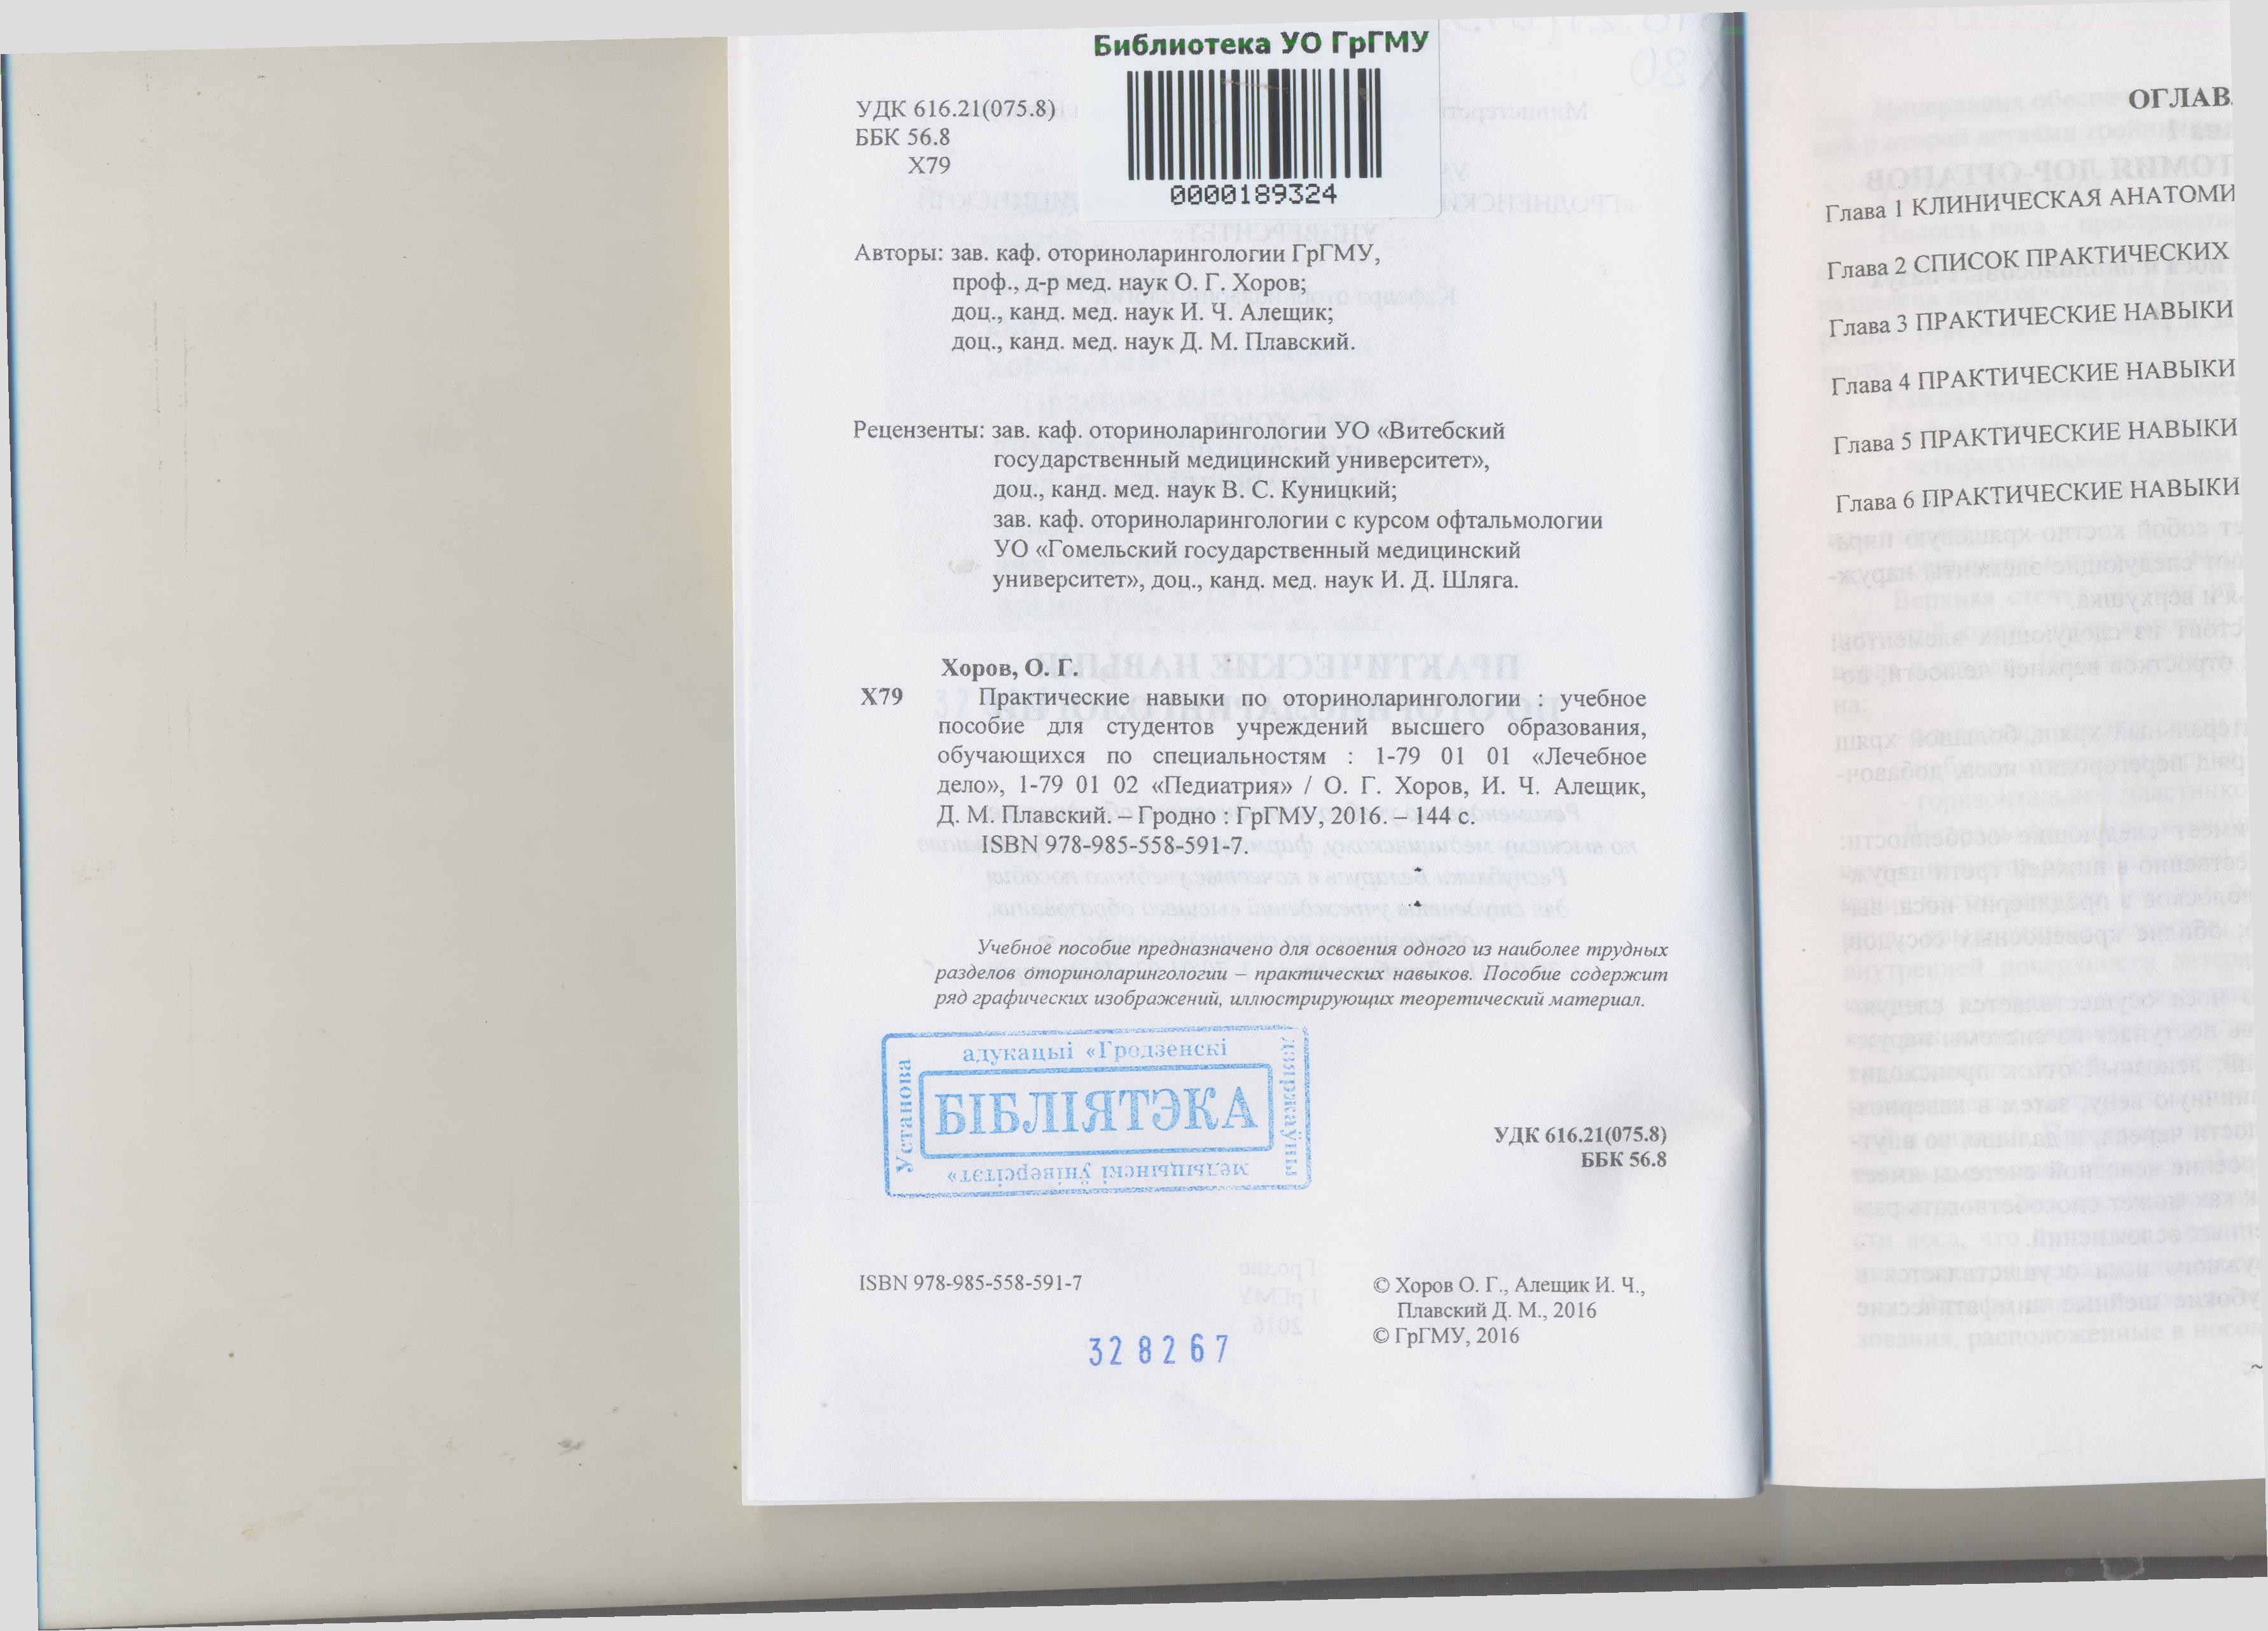 Библиотека УО ГрГМУ
0000189324
УДК 616.21(075.8)
ББК 56.8
Х79
Авторы: зав. каф. оториноларингологии ГрГМУ,
проф., д-р мед. наук О. Г. Хоров;
доц., канд. мед. наук И. Ч. Алещик;
доц., канд. мед. наук Д. М. Плавский.
Рецензенты: зав. каф. оториноларингологии УО «Витебский
государственный медицинский университет»,
доц., канд. мед. наук В. С. Куницкий;
зав. каф. оториноларингологии с курсом офтальмологии
УО «Гомельский государственный медицинский
университет», доц., канд. мед. наук И. Д. Шляга.
Хоров, О. Г.
Х79 Практические навыки по оториноларингологии : учебное
пособие для студентов учреждений высшего образования,
обучающихся по специальностям : 1-79 01 01 «Лечебное
дело», 1-79 01 02 «Педиатрия» / О. Г. Хоров, И. Ч. Алещик,
Д. М. Плавский. – Гродно : ГрГМУ, 2016. – 144 с.
ISBN 978-985-558-591-7.
Учебное пособие предназначено для освоения одного из наиболее трудных
разделов оториноларингологии – практических навыков. Пособие содержит
ряд графических изображений, иллюстрирующих теоретический материал.
Установа
адукацыі «Гродзенскі
дзяржаўны
медыцынскі ўніверсітэт»
БІБЛІЯТЭКА
УДК 616.21(075.8)
ББК 56.8
ISBN 978-985-558-591-7
© Хоров О. Г., Алещик И. Ч.,
Плавский Д. М., 2016
© ГрГМУ, 2016
328267
ОГЛАВ
Глава 1 КЛИНИЧЕСКАЯ АНАТОМИ
Глава 2 СПИСОК ПРАКТИЧЕСКИХ
Глава 3 ПРАКТИЧЕСКИЕ НАВЫКИ
Глава 4 ПРАКТИЧЕСКИЕ НАВЫКИ
Глава 5 ПРАКТИЧЕСКИЕ НАВЫКИ
Глава 6 ПРАКТИЧЕСКИЕ НАВЫКИ